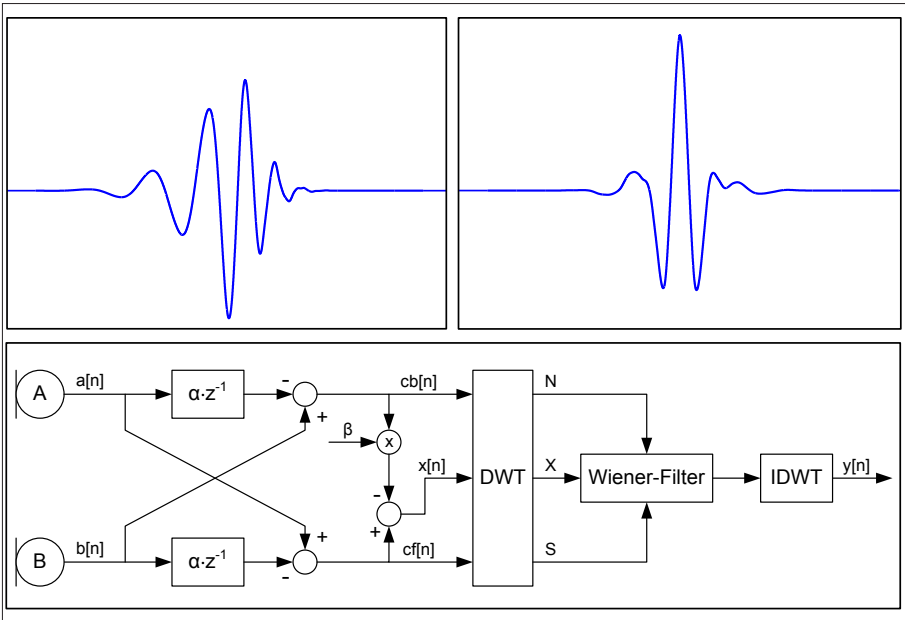 A
a[n]
α·z⁻¹
-
+
cb[n]
β
x
-
+
x[n]
DWT
N
X
S
Wiener-Filter
IDWT
y[n]
B
b[n]
α·z⁻¹
+
-
cf[n]